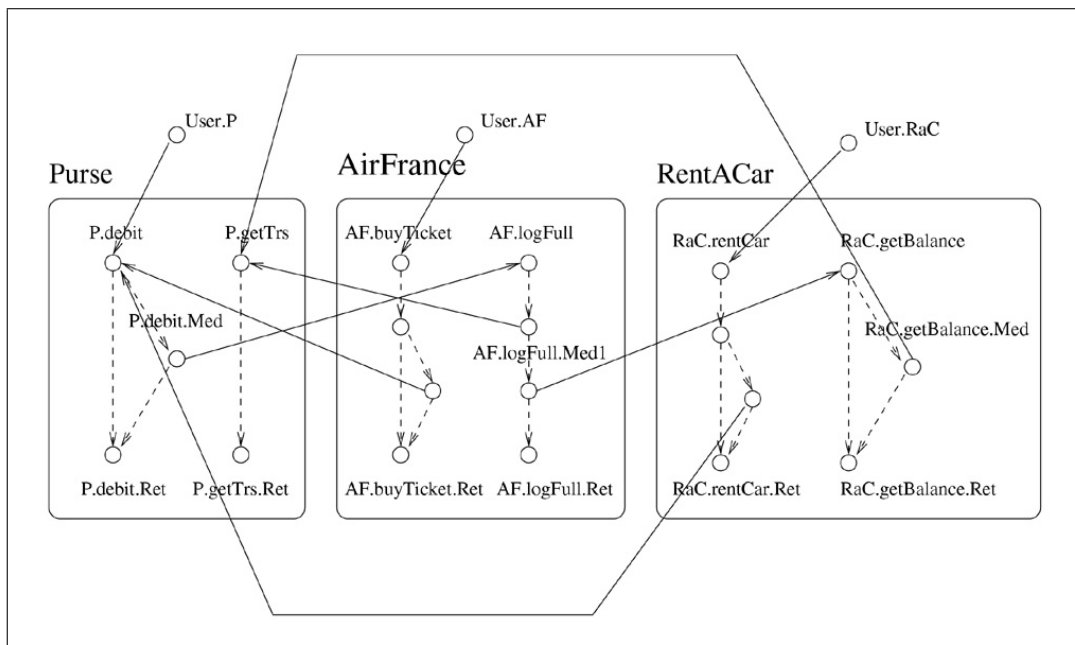 User.P
User.AF
User.RaC
Purse
AirFrance
RentACar
P.debit
P.getTrs
AF.buyTicket
AF.logFull
RaC.rentCar
RaC.getBalance
P.debit.Med
AF.logFull.Med1
RaC.getBalance.Med
P.debit.Ret
P.getTrs.Ret
AF.buyTicket.Ret
AF.logFull.Ret
RaC.rentCar.Ret
RaC.getBalance.Ret